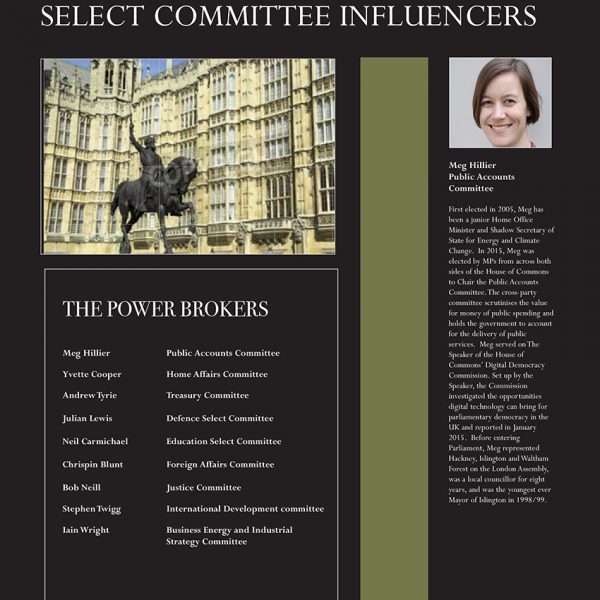 SELECT COMMITTEE INFLUENCERS
THE POWER BROKERS
Meg Hillier Public Accounts Committee
Yvette Cooper Home Affairs Committee
Andrew Tyrie Treasury Committee
Julian Lewis Defence Select Committee
Neil Carmichael Education Select Committee
Chrispin Blunt Foreign Affairs Committee
Bob Neill Justice Committee
Stephen Twigg International Development committee
Iain Wright Business Energy and Industrial
Strategy Committee
Meg Hillier
Public Accounts
Committee
First elected in 2005, Meg has
been a junior Home Office
Minister and Shadow Secretary of
State for Energy and Climate
Change. In 2015, Meg was
elected by MPs from across both
sides of the House of Commons
to Chair the Public Accounts
Committee. The cross-party
committee scrutinises the value
for money of public spending and
holds the government to account
for the delivery of public
services. Meg served on The
Speaker of the House of
Commons' Digital Democracy
Commission. Set up by the
Speaker, the Commission
investigated the opportunities
digital technology can bring for
parliamentary democracy in the
UK and reported in January
2015. Before entering
Parliament, Meg represented
Hackney, Islington and Waltham
Forest on the London Assembly,
was a local councillor for eight
years, and was the youngest ever
Mayor of Islington in 1998/99.